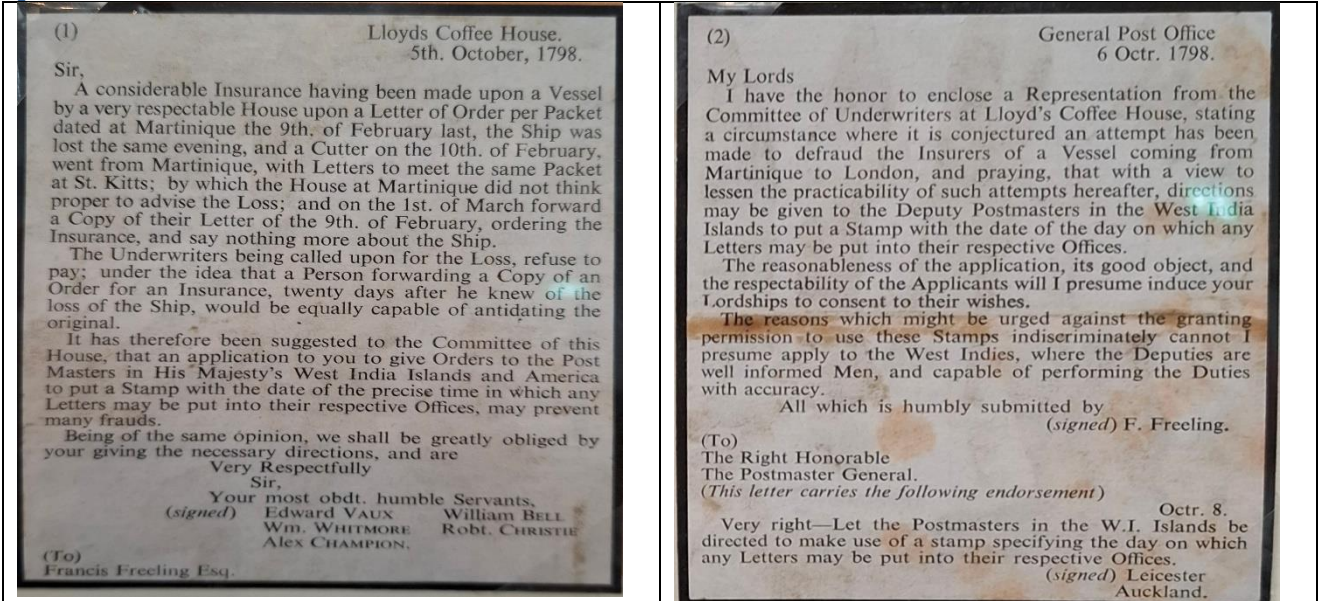 (1)
Lloyds Coffee House.
5th. October, 1798.
Sir,
A considerable Insurance having been made upon a Vessel
by a very respectable House upon a Letter of Order per Packet
dated at Martinique the 9th. of February last, the Ship was
lost the same evening, and a Cutter on the 10th. of February,
went from Martinique, with Letters to meet the same Packet
at St. Kitts; by which the House at Martinique did not think
proper to advise the Loss; and on the 1st. of March forward
a Copy of their Letter of the 9th. of February, ordering the
Insurance, and say nothing more about the Ship.
The Underwriters being called upon for the Loss, refuse to
pay; under the idea that a Person forwarding a Copy of an
Order for an Insurance, twenty days after he knew of the
loss of the Ship, would be equally capable of antidating the
original.
It has therefore been suggested to the Committee of this
House, that an application to you to give Orders to the Post
Masters in His Majesty's West India Islands and America
to put a Stamp with the date of the precise time in which any
Letters may be put into their respective Offices, may prevent
many frauds.
Being of the same opinion, we shall be greatly obliged by
your giving the necessary directions, and are
Very Respectfully
Sir,
Your most obdt. humble Servants,
(signed) Edward VAUX William BELL
Wm. WHITMORE Robt. CHRISTIE
Alex CHAMPION.
(To)
Francis Freeling Esq.
(2)
General Post Office
6 Octr. 1798.
My Lords
I have the honor to enclose a Representation from the
Committee of Underwriters at Lloyd's Coffee House, stating
a circumstance where it is conjectured an attempt has been
made to defraud the Insurers of a Vessel coming from
Martinique to London, and praying, that with a view to
lessen the practicability of such attempts hereafter, directions
may be given to the Deputy Postmasters in the West India
Islands to put a Stamp with the date of the day on which any
Letters may be put into their respective Offices.
The reasonableness of the application, its good object, and
the respectability of the Applicants will I presume induce your
Lordships to consent to their wishes.
The reasons which might be urged against the granting
permission to use these Stamps indiscriminately cannot I
presume apply to the West Indies, where the Deputies are
well informed Men, and capable of performing the Duties
with accuracy.
All which is humbly submitted by
(signed) F. Freeling.
(To)
The Right Honorable
The Postmaster General.
(This letter carries the following endorsement)
Octr. 8.
Very right—Let the Postmasters in the W.I. Islands be
directed to make use of a stamp specifying the day on which
any Letters may be put into their respective Offices.
(signed) Leicester
Auckland.